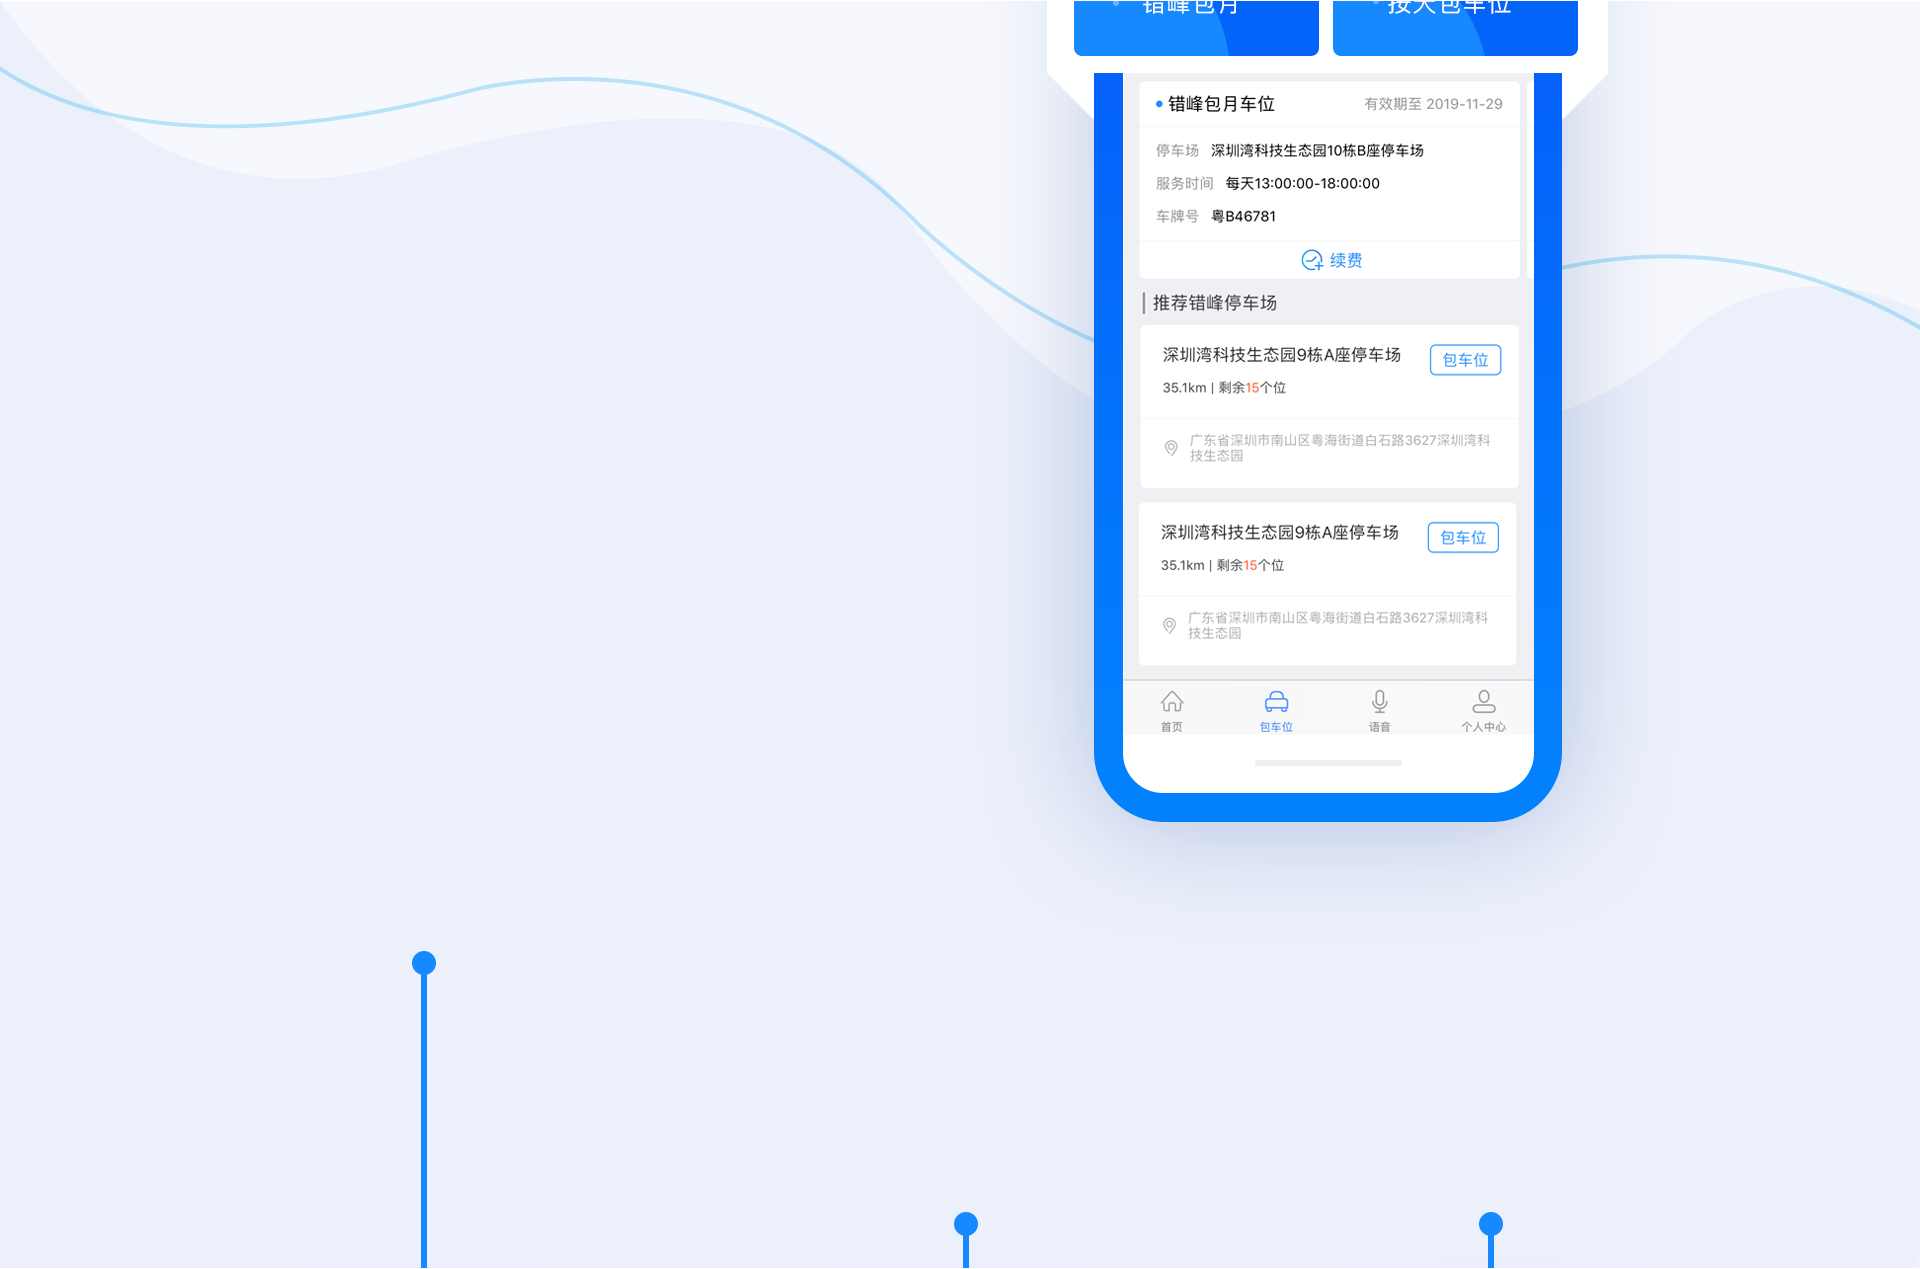 错峰包月
按天包车位
错峰包月车位
有效期至 2019-11-29
停车场 深圳湾科技生态园10栋B座停车场
服务时间 每天13:00:00-18:00:00
车牌号 粤B46781
续费
推荐错峰停车场
深圳湾科技生态园9栋A座停车场
包车位
35.1km | 剩余15个位
广东省深圳市南山区粤海街道白石路3627深圳湾科
技生态园
深圳湾科技生态园9栋A座停车场
包车位
35.1km | 剩余15个位
广东省深圳市南山区粤海街道白石路3627深圳湾科
技生态园
首页
包车位
语音
个人中心